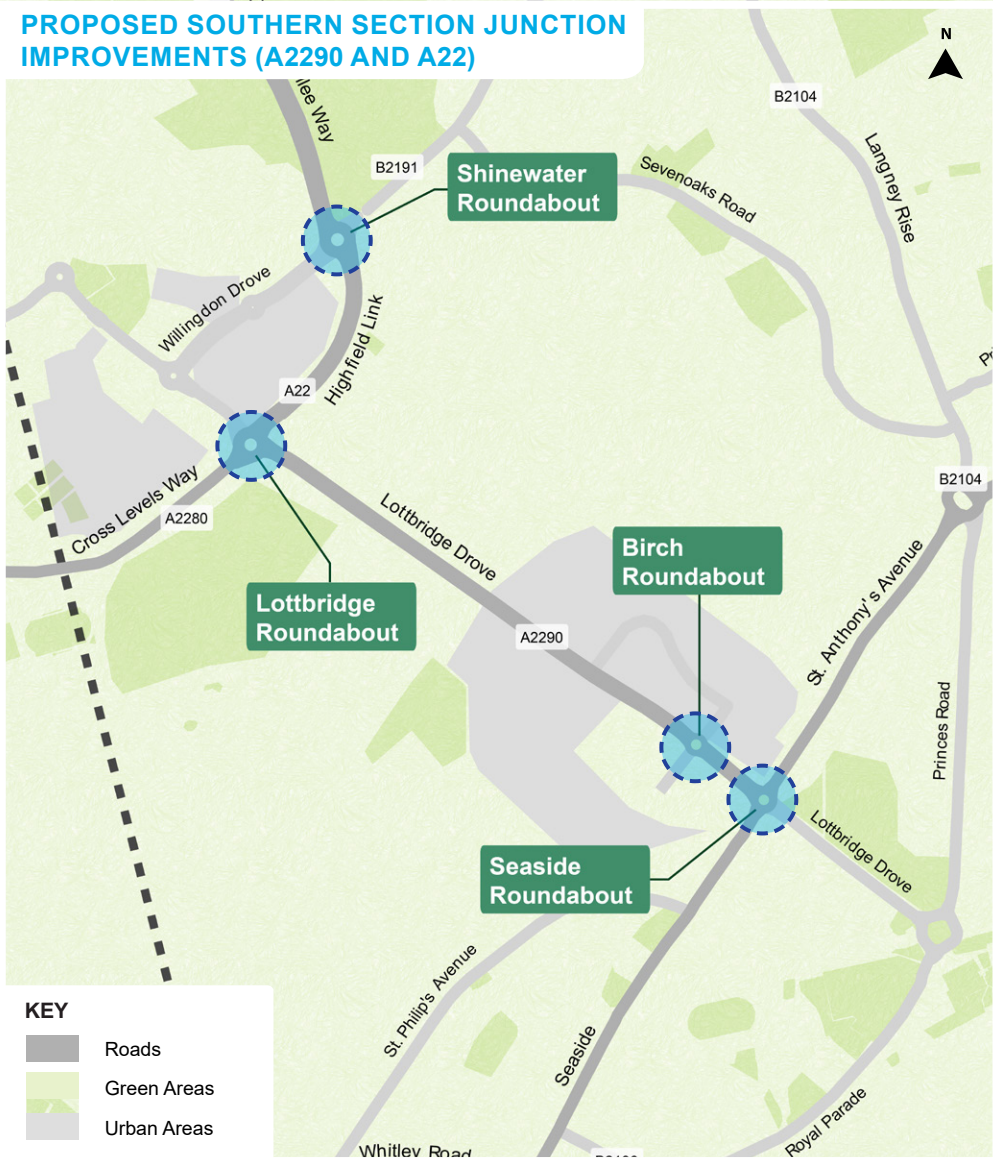 PROPOSED SOUTHERN SECTION JUNCTION
IMPROVEMENTS (A2290 AND A22)
N
B2104
B2191
Shinewater
Roundabout
Sevenoaks Road
Langney Rise
Willingdon Drove
Highfield Link
A22
Cross Levels Way
A2280
Lottbridge Drove
B2104
Lottbridge
Roundabout
Birch
Roundabout
A2290
St. Anthony's Avenue
Princes Road
Lottbridge Drove
Seaside
Roundabout
St. Philip's Avenue
Seaside
Royal Parade
Whitley Road
KEY
Roads
Green Areas
Urban Areas